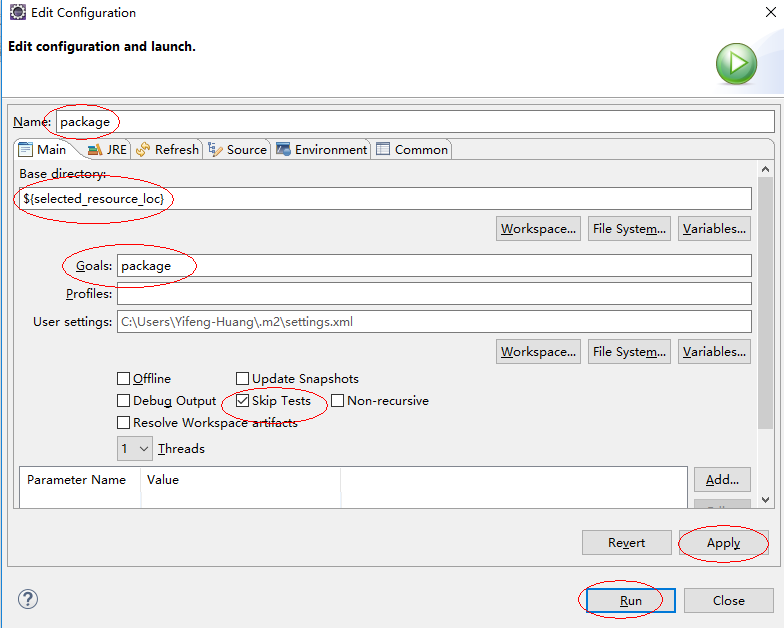 Edit Configuration
Edit configuration and launch.
Name: package
Main JRE Refresh Source Environment Common
Base directory:
${selected_resource_loc}
Workspace... File System... Variables...
Goals: package
Profiles:
User settings: C:\Users\Yifeng-Huang\.m2\settings.xml
Workspace... File System... Variables...
Offline Update Snapshots
Debug Output Skip Tests Non-recursive
Resolve Workspace artifacts
1 Threads
Parameter Name Value Add...
Revert Apply
? Run Close